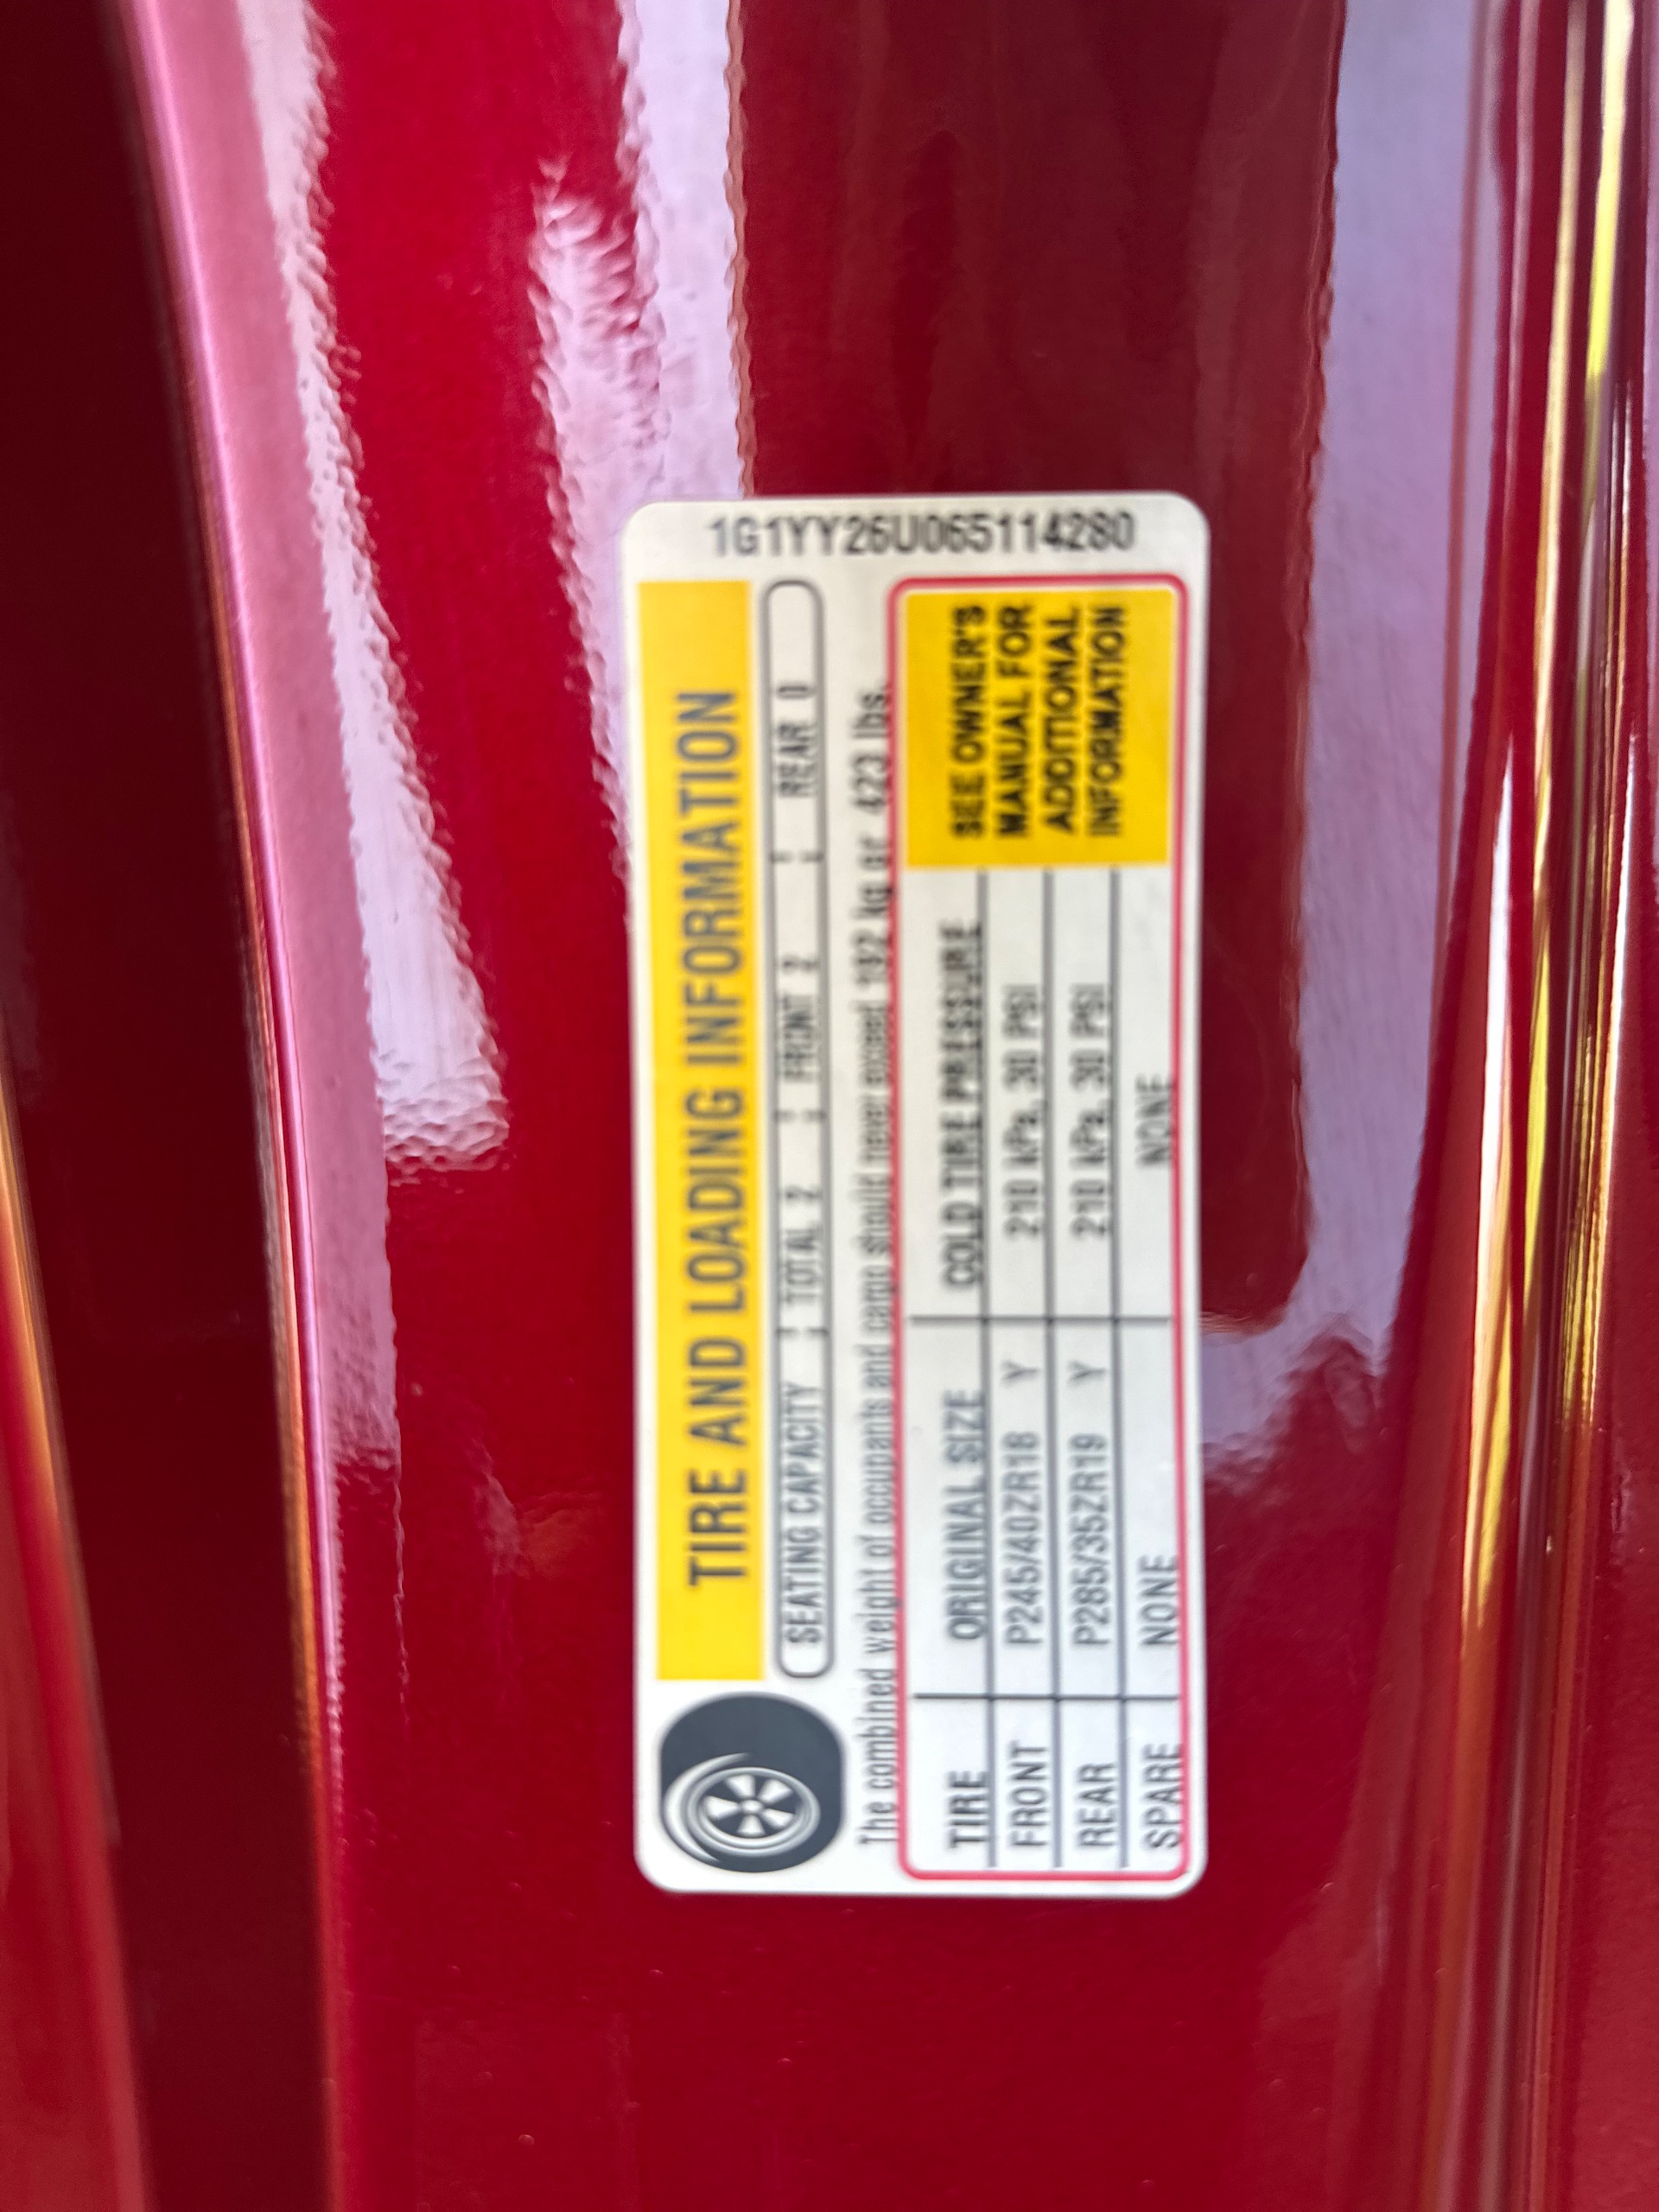 1G1YY26U065114280
TIRE AND LOADING INFORMATION
SEATING CAPACITY TOTAL 2 FRONT 2 REAR 0
The combined weight of occupants and cargo should never exceed 192 kg or 423 lbs.
TIRE ORIGINAL SIZE COLD TIRE PRESSURE
FRONT P245/40ZR18 Y 210 kPa, 30 PSI
REAR P285/35ZR19 Y 210 kPa, 30 PSI
SPARE NONE NONE
SEE OWNER'S
MANUAL FOR
ADDITIONAL
INFORMATION